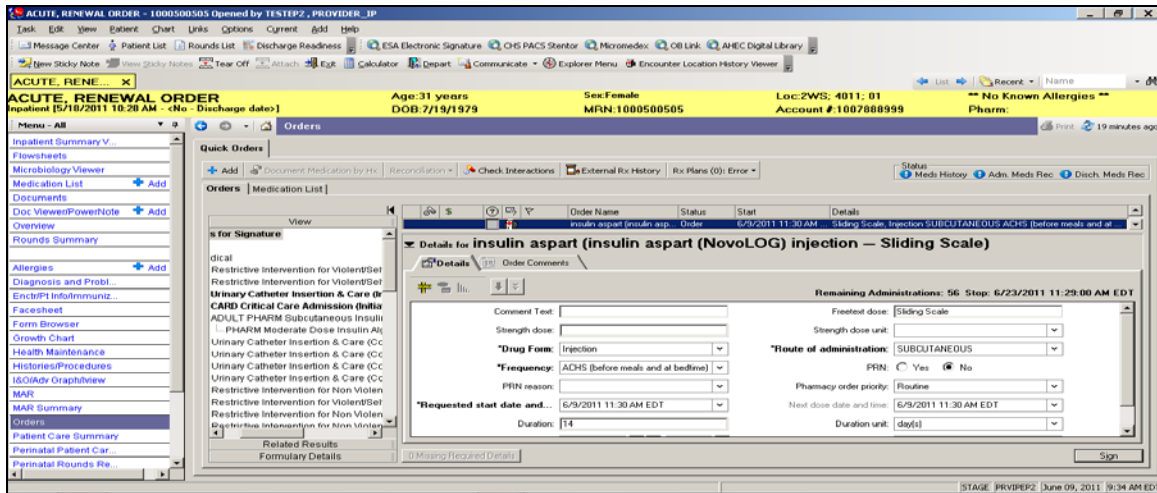 ACUTE, RENEWAL ORDER - 1000500505 Opened by TESTEP2 , PROVIDER_IP
Task Edit View Patient Chart Links Options Current Add Help
Message Center Patient List Rounds List Discharge Readiness ESA Electronic Signature CHS PACS Stentor Micromedex OB Link AHEC Digital Library
New Sticky Note View Sticky Notes Tear Off Attach Exit Calculator Depart Communicate Explorer Menu Encounter Location History Viewer
ACUTE, RENE... List Recent Name
ACUTE, RENEWAL ORDER Age:31 years Sex:Female Loc:2WS; 4011; 01 ** No Known Allergies **
Inpatient [5/18/2011 10:28 AM - <No - Discharge date>] DOB:7/19/1979 MRN:1000500505 Account #:1007888999 Pharm:
Menu - All Orders Print 19 minutes ago
Inpatient Summary V...
Flowsheets
Microbiology Viewer
Medication List Add
Documents
Doc Viewer/PowerNote Add
Overview
Rounds Summary
Allergies Add
Diagnosis and Probl...
Enctr/Pt Info/Immuniz...
Facesheet
Form Browser
Growth Chart
Health Maintenance
Histories/Procedures
I&O/Adv Graph/Iview
MAR
MAR Summary
Orders
Patient Care Summary
Perinatal Patient Car...
Perinatal Rounds Re...
Quick Orders
Add Document Medication by Hx Reconciliation Check Interactions External Rx History Rx Plans (0): Error
Status
Meds History Adm. Meds Rec Disch. Meds Rec
Orders Medication List
View
s for Signature
dical
Restrictive Intervention for Violent/Self
Restrictive Intervention for Violent/Self
Urinary Catheter Insertion & Care (Ir
CARD Critical Care Admission (Initia
ADULT PHARM Subcutaneous Insuli
PHARM Moderate Dose Insulin Alg
Urinary Catheter Insertion & Care (Cc
Urinary Catheter Insertion & Care (Cc
Urinary Catheter Insertion & Care (Cc
Urinary Catheter Insertion & Care (Cc
Restrictive Intervention for Non Violen
Restrictive Intervention for Violent/Self
Restrictive Intervention for Non Violen
Restrictive Intervention for Non Violen
Related Results
Formulary Details
$ Order Name Status Start Details
insulin aspart (insulin asp... Order 6/9/2011 11:30 AM ... Sliding Scale, Injection SUBCUTANEOUS ACHS (before meals and at ...
Details for insulin aspart (insulin aspart (NovoLOG) injection – Sliding Scale)
Details Order Comments
Remaining Administrations: 56 Stop: 6/23/2011 11:29:00 AM EDT
Comment Text: Freetext dose: Sliding Scale
Strength dose: Strength dose unit:
*Drug Form: Injection *Route of administration: SUBCUTANEOUS
*Frequency: ACHS (before meals and at bedtime) PRN: Yes No
PRN reason: Pharmacy order priority: Routine
*Requested start date and... 6/9/2011 11:30 AM EDT Next dose date and time: 6/9/2011 11:30 AM EDT
Duration: 14 Duration unit: day(s)
0 Missing Required Details Sign
STAGE PRVIPEP2 June 09, 2011 9:34 AM ED